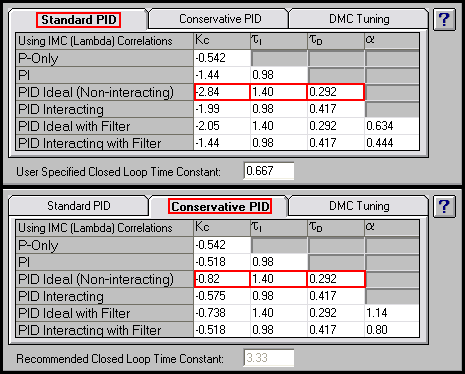 Standard PID Conservative PID DMC Tuning ?
Using IMC (Lambda) Correlations Kc τI τD α
P-Only -0.542
PI -1.44 0.98
PID Ideal (Non-interacting) -2.84 1.40 0.292
PID Interacting -1.99 0.98 0.417
PID Ideal with Filter -2.05 1.40 0.292 0.634
PID Interacting with Filter -1.44 0.98 0.417 0.444
User Specified Closed Loop Time Constant: 0.667
Standard PID Conservative PID DMC Tuning ?
Using IMC (Lambda) Correlations Kc τI τD α
P-Only -0.542
PI -0.518 0.98
PID Ideal (Non-interacting) -0.82 1.40 0.292
PID Interacting -0.575 0.98 0.417
PID Ideal with Filter -0.738 1.40 0.292 1.14
PID Interacting with Filter -0.518 0.98 0.417 0.80
Recommended Closed Loop Time Constant: 3.33